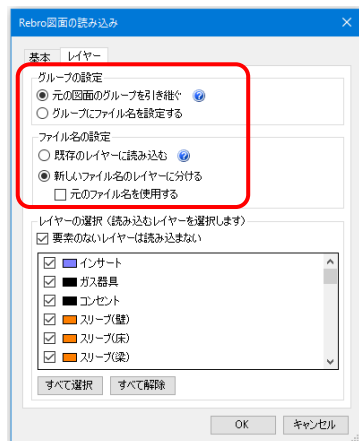 Rebro図面の読み込み
基本 レイヤー
グループの設定
元の図面のグループを引き継ぐ
グループにファイル名を設定する
ファイル名の設定
既存のレイヤーに読み込む
新しいファイル名のレイヤーに分ける
元のファイル名を使用する
レイヤーの選択（読み込むレイヤーを選択します）
要素のないレイヤーは読み込まない
インサート
ガス器具
コンセント
スリーブ(壁)
スリーブ(床)
スリーブ(梁)
すべて選択 すべて解除
OK キャンセル